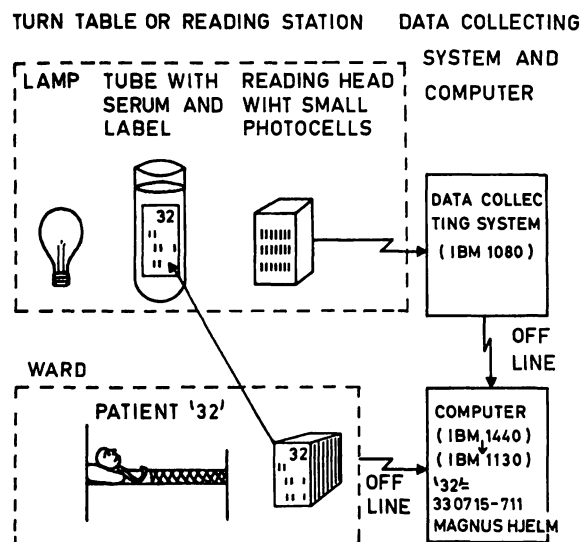 TURN TABLE OR READING STATION
DATA COLLECTING
SYSTEM AND
COMPUTER
LAMP
TUBE WITH
SERUM AND
LABEL
READING HEAD
WIHT SMALL
PHOTOCELLS
32
DATA COLLEC
TING SYSTEM
(IBM 1080)
OFF
LINE
WARD
PATIENT '32'
32
OFF
LINE
COMPUTER
(IBM 1440)
(IBM 1130)
'32'=
330715-711
MAGNUS HJELM